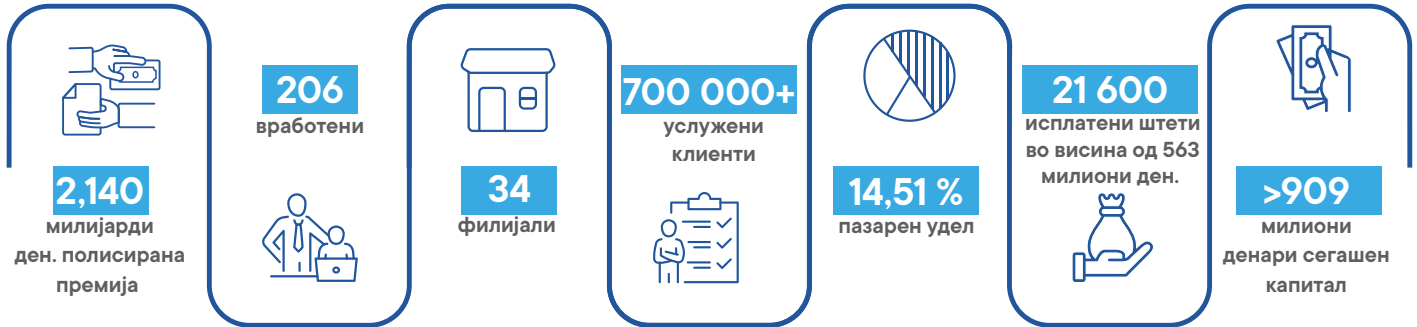 2,140
милијарди
ден. полисирана
премија
206
вработени
34
филијали
700 000+
услужени
клиенти
14,51 %
пазарен удел
21 600
исплатени штети
во висина од 563
милиони ден.
>909
милиони
денари сегашен
капитал